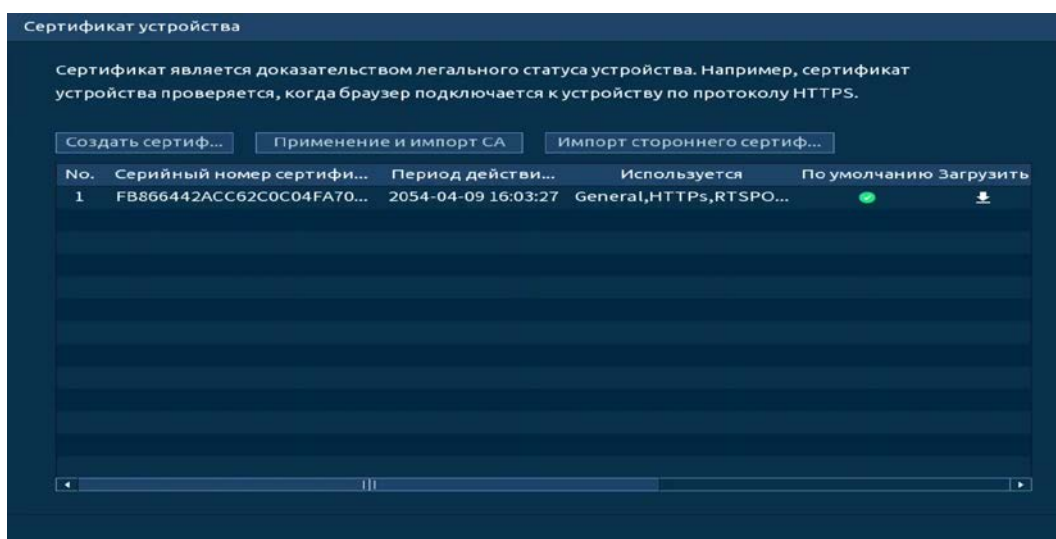 Сертификат устройства
Сертификат является доказательством легального статуса устройства. Например, сертификат
устройства проверяется, когда браузер подключается к устройству по протоколу HTTPS.
Создать сертиф... Применение и импорт CA Импорт стороннего сертиф...
No. Серийный номер сертифи... Период действи... Используется По умолчанию Загрузить
1 FB866442ACC62C0C04FA70... 2054-04-09 16:03:27 General,HTTPs,RTSPO...